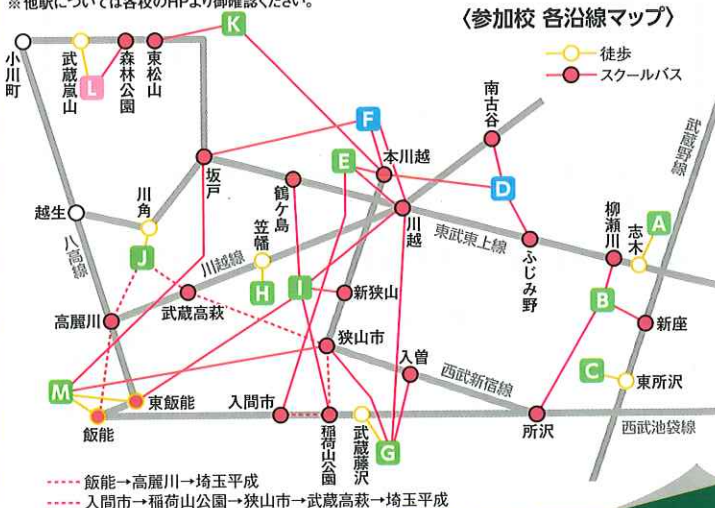 ※他駅については各校のHPより御確認ください。
〈参加校 各沿線マップ〉
徒歩
スクールバス
小川町
武蔵嵐山
森林公園
東松山
K
L
F
南古谷
武蔵野線
E
本川越
坂戸
鶴ケ島
D
川越
柳瀬川
志木
A
越生
川角
笠幡
東武東上線
ふじみ野
八高線
J
川越線
H
I
新狭山
B
新座
武蔵高萩
高麗川
狭山市
入曽
西武新宿線
C
東所沢
M
東飯能
飯能
入間市
稲荷山公園
武蔵藤沢
G
所沢
西武池袋線
飯能→高麗川→埼玉平成
入間市→稲荷山公園→狭山市→武蔵高萩→埼玉平成